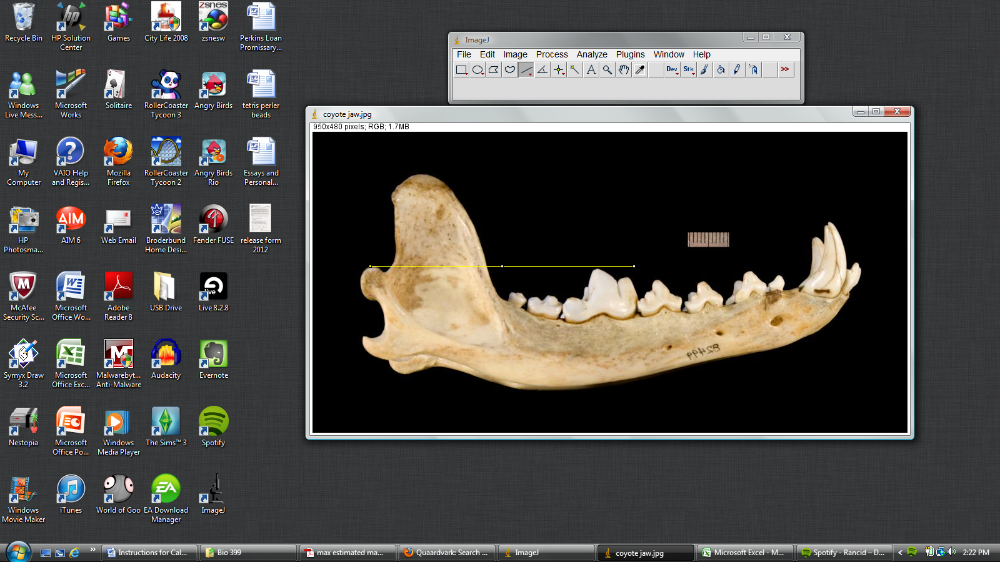 Recycle Bin
HP Solution
Center
Games
City Life 2008
zsnes
zsnesw
Perkins Loan
Promissary...
Windows
Live Mess...
Microsoft
Works
Solitaire
RollerCoaster
Tycoon 3
Angry Birds
tetris perler
beads
My
Computer
VAIO Help
and Regis...
Mozilla
Firefox
RollerCoaster
Tycoon 2
Angry Birds
Rio
Essays and
Personal...
HP
Photosma...
AIM
AIM 6
Web Email
Broderbund
Home Desi...
Fender FUSE
release form
2012
McAfee
Security Sc...
Microsoft
Office Wo...
Adobe
Reader 8
USB Drive
live
Live 8.2.8
Symyx Draw
3.2
Microsoft
Office Exc...
Malwarebyt...
Anti-Malware
Audacity
Evernote
Nestopia
Microsoft
Office Po...
Windows
Media Player
The Sims™ 3
Spotify
Windows
Movie Maker
iTunes
World of Goo
EA
EA Download
Manager
ImageJ
ImageJ
File Edit Image Process Analyze Plugins Window Help
A Dev Stk >>
coyote jaw.jpg
950x480 pixels; RGB; 1.7MB
82499
Instructions for Cal...
Bio 399
max estimated ma...
Quaardvark: Search ...
ImageJ
coyote jaw.jpg
Microsoft Excel - M...
Spotify - Rancid – D...
2:22 PM